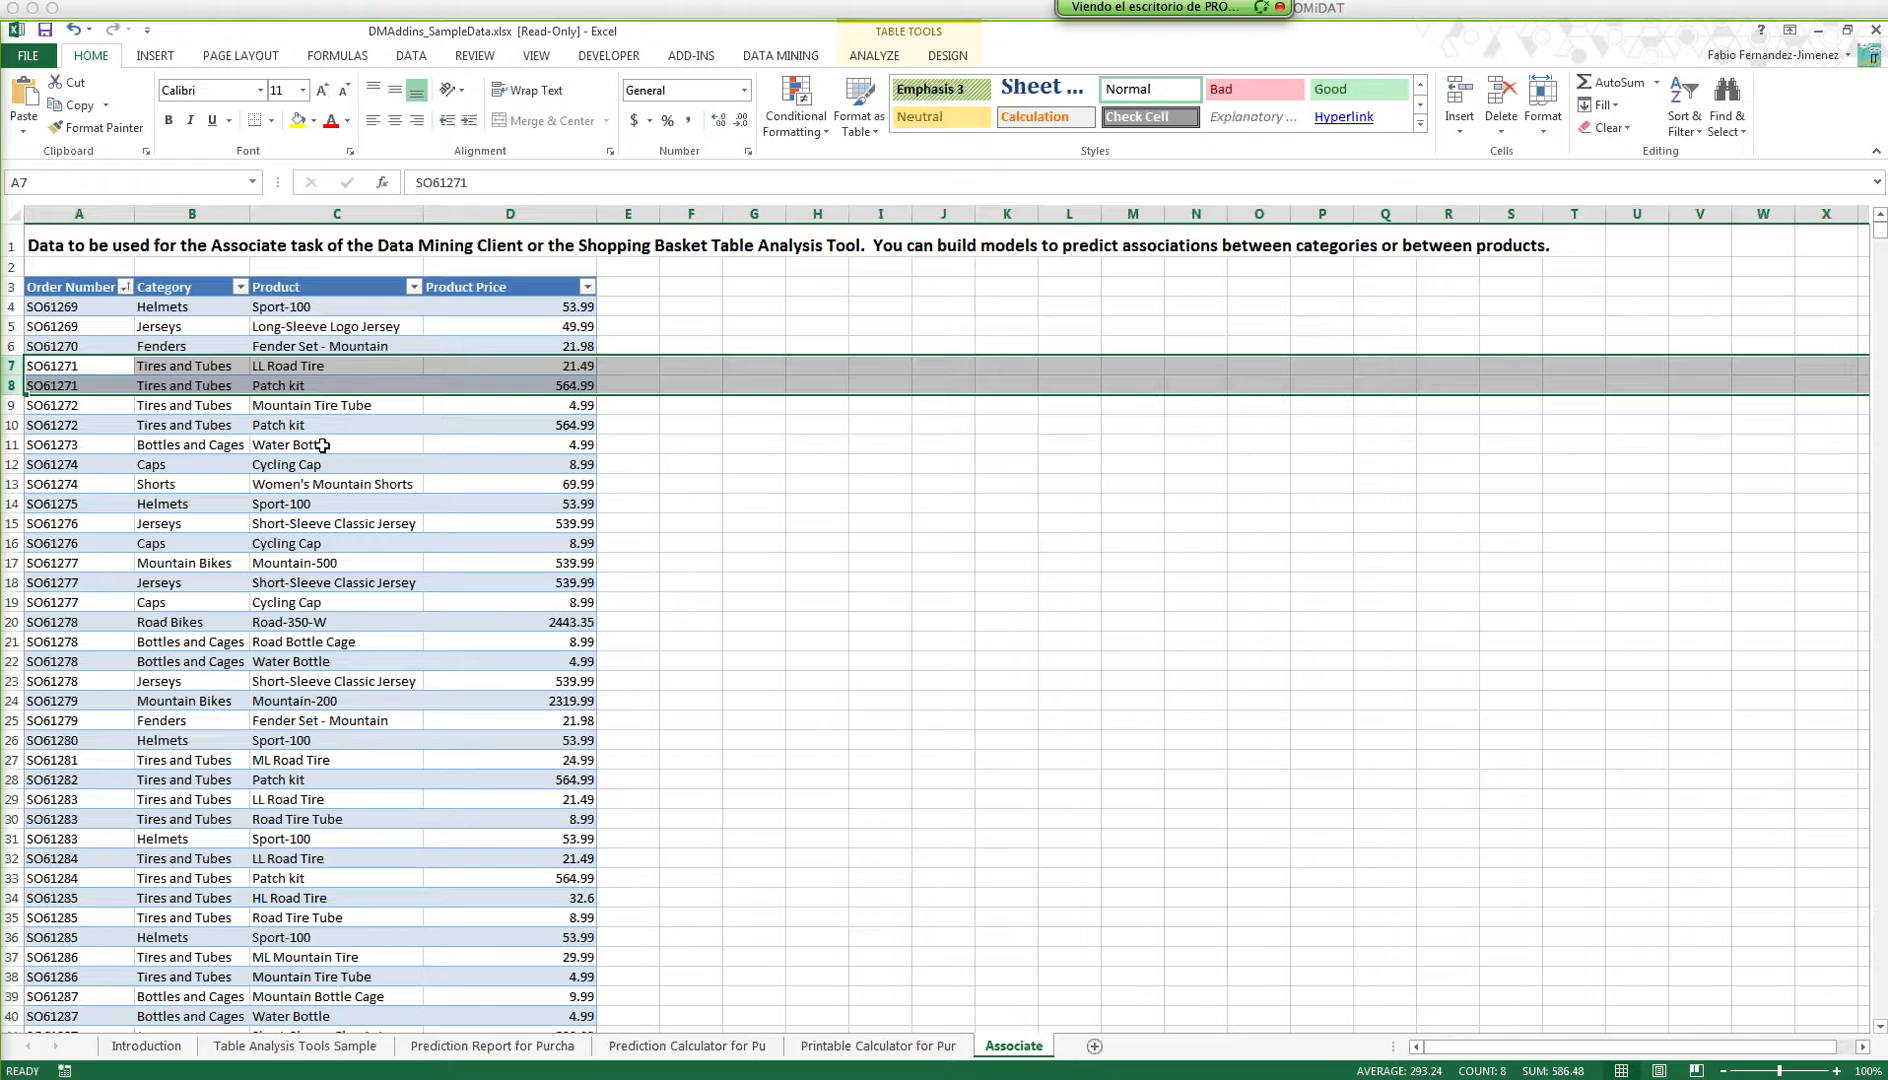 Viendo el escritorio de PRO...
OMiDAT
DMAddins_SampleData.xlsx [Read-Only] - Excel
TABLE TOOLS
FILE HOME INSERT PAGE LAYOUT FORMULAS DATA REVIEW VIEW DEVELOPER ADD-INS DATA MINING ANALYZE DESIGN
Fabio Fernandez-Jimenez
Paste
Cut
Copy
Format Painter
Clipboard
Calibri 11
B I U
Font
Wrap Text
Merge & Center
Alignment
General
$ % ,
Number
Conditional Formatting
Format as Table
Emphasis 3 Sheet ... Normal Bad Good
Neutral Calculation Check Cell Explanatory ... Hyperlink
Styles
Insert Delete Format
Cells
AutoSum
Fill
Clear
Sort & Filter
Find & Select
Editing
A7 SO61271
A B C D E F G H I J K L M N O P Q R S T U V W X
1 Data to be used for the Associate task of the Data Mining Client or the Shopping Basket Table Analysis Tool. You can build models to predict associations between categories or between products.
2
3 Order Number Category Product Product Price
4 SO61269 Helmets Sport-100 53.99
5 SO61269 Jerseys Long-Sleeve Logo Jersey 49.99
6 SO61270 Fenders Fender Set - Mountain 21.98
7 SO61271 Tires and Tubes LL Road Tire 21.49
8 SO61271 Tires and Tubes Patch kit 564.99
9 SO61272 Tires and Tubes Mountain Tire Tube 4.99
10 SO61272 Tires and Tubes Patch kit 564.99
11 SO61273 Bottles and Cages Water Bottle 4.99
12 SO61274 Caps Cycling Cap 8.99
13 SO61274 Shorts Women's Mountain Shorts 69.99
14 SO61275 Helmets Sport-100 53.99
15 SO61276 Jerseys Short-Sleeve Classic Jersey 539.99
16 SO61276 Caps Cycling Cap 8.99
17 SO61277 Mountain Bikes Mountain-500 539.99
18 SO61277 Jerseys Short-Sleeve Classic Jersey 539.99
19 SO61277 Caps Cycling Cap 8.99
20 SO61278 Road Bikes Road-350-W 2443.35
21 SO61278 Bottles and Cages Road Bottle Cage 8.99
22 SO61278 Bottles and Cages Water Bottle 4.99
23 SO61278 Jerseys Short-Sleeve Classic Jersey 539.99
24 SO61279 Mountain Bikes Mountain-200 2319.99
25 SO61279 Fenders Fender Set - Mountain 21.98
26 SO61280 Helmets Sport-100 53.99
27 SO61281 Tires and Tubes ML Road Tire 24.99
28 SO61282 Tires and Tubes Patch kit 564.99
29 SO61283 Tires and Tubes LL Road Tire 21.49
30 SO61283 Tires and Tubes Road Tire Tube 8.99
31 SO61283 Helmets Sport-100 53.99
32 SO61284 Tires and Tubes LL Road Tire 21.49
33 SO61284 Tires and Tubes Patch kit 564.99
34 SO61285 Tires and Tubes HL Road Tire 32.6
35 SO61285 Tires and Tubes Road Tire Tube 8.99
36 SO61285 Helmets Sport-100 53.99
37 SO61286 Tires and Tubes ML Mountain Tire 29.99
38 SO61286 Tires and Tubes Mountain Tire Tube 4.99
39 SO61287 Bottles and Cages Mountain Bottle Cage 9.99
40 SO61287 Bottles and Cages Water Bottle 4.99
Introduction Table Analysis Tools Sample Prediction Report for Purcha Prediction Calculator for Pu Printable Calculator for Pur Associate
READY AVERAGE: 293.24 COUNT: 8 SUM: 586.48 100%